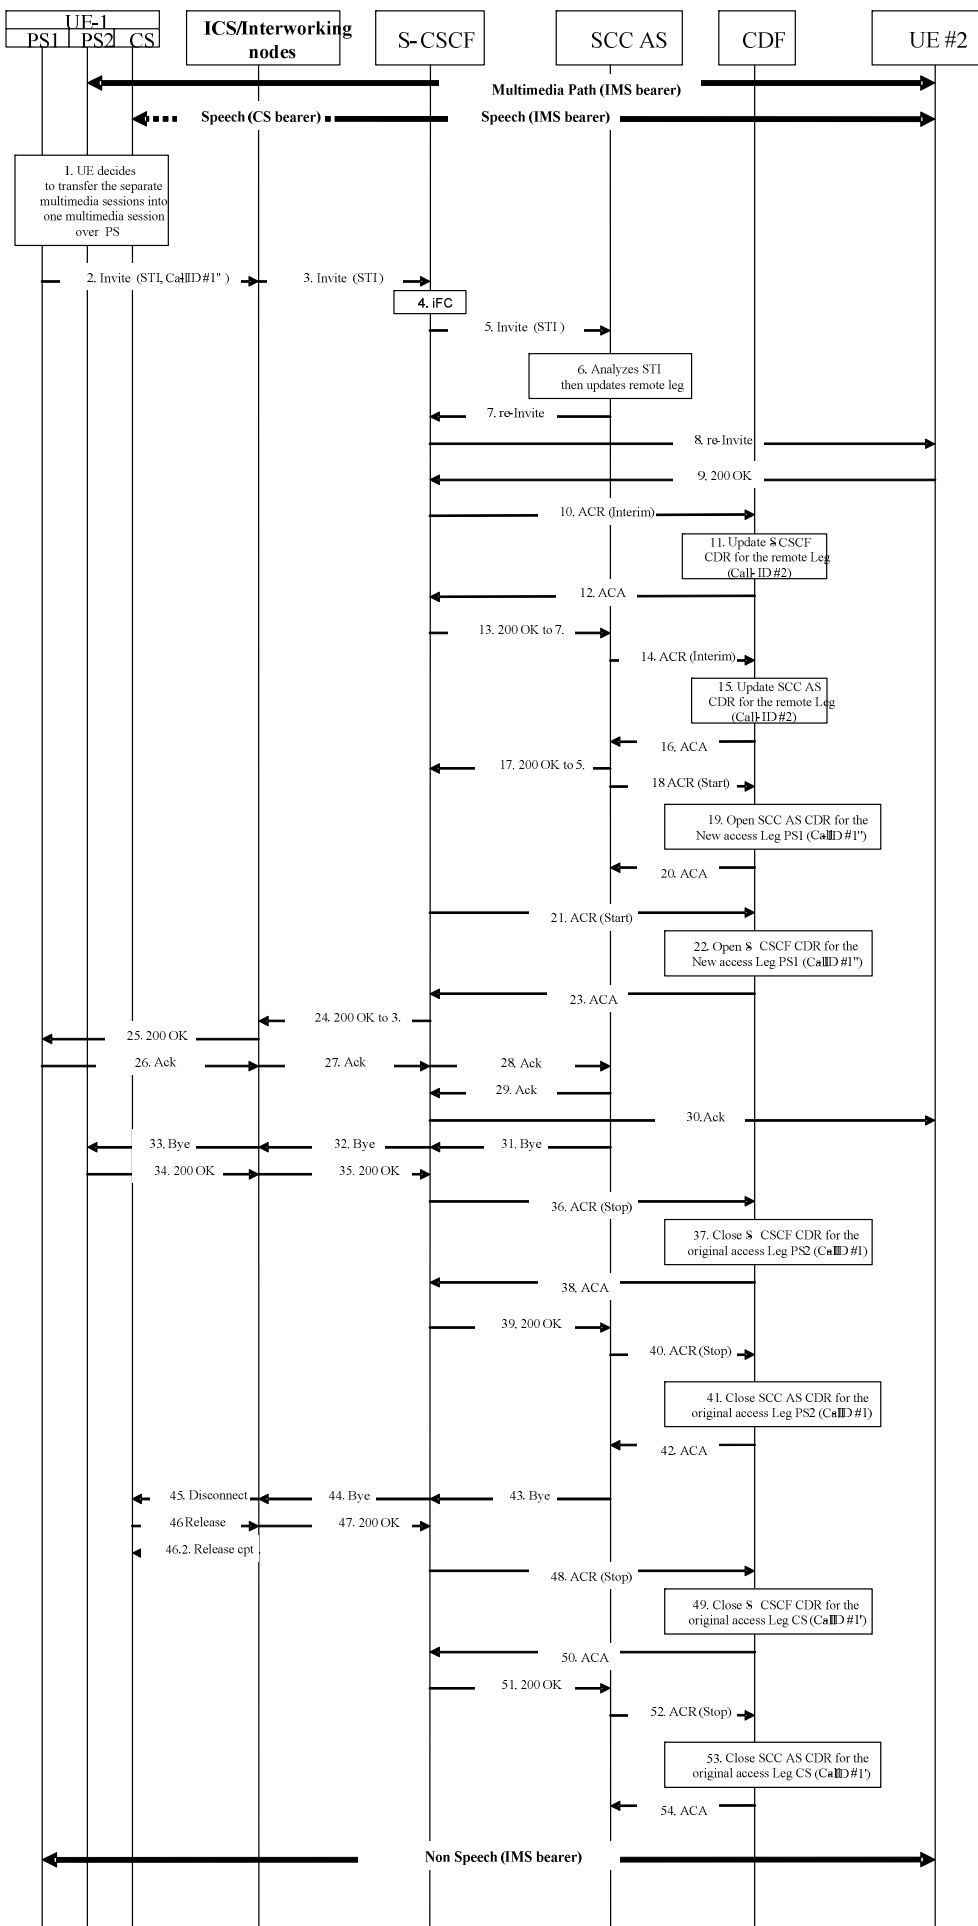 UE-1
PS1 PS2 CS
ICS/Interworking
nodes
S-CSCF
SCC AS
CDF
UE #2
Multimedia Path (IMS bearer)
Speech (CS bearer)
Speech (IMS bearer)
1. UE decides
to transfer the separate
multimedia sessions into
one multimedia session
over PS
2. Invite (STI, Call-ID #1'')
3. Invite (STI)
4. iFC
5. Invite (STI)
6. Analyzes STI
then updates remote leg
7. re-Invite
8. re-Invite
9. 200 OK
10. ACR (Interim)
11. Update S-CSCF
CDR for the remote Leg
(Call-ID #2)
12. ACA
13. 200 OK to 7.
14. ACR (Interim)
15. Update SCC AS
CDR for the remote Leg
(Call-ID #2)
16. ACA
17. 200 OK to 5.
18 ACR (Start)
19. Open SCC AS CDR for the
New access Leg PS1 (Call-ID #1'')
20. ACA
21. ACR (Start)
22. Open S-CSCF CDR for the
New access Leg PS1 (Call-ID #1'')
23. ACA
24. 200 OK to 3.
25. 200 OK
26. Ack
27. Ack
28. Ack
29. Ack
30. Ack
33. Bye
32. Bye
31. Bye
34. 200 OK
35. 200 OK
36. ACR (Stop)
37. Close S-CSCF CDR for the
original access Leg PS2 (Call-ID #1)
38. ACA
39. 200 OK
40. ACR (Stop)
41. Close SCC AS CDR for the
original access Leg PS2 (Call-ID #1)
42. ACA
45. Disconnect
44. Bye
43. Bye
46 Release
47. 200 OK
46.2. Release cpt.
48. ACR (Stop)
49. Close S-CSCF CDR for the
original access Leg CS (Call-ID #1')
50. ACA
51. 200 OK
52. ACR (Stop)
53. Close SCC AS CDR for the
original access Leg CS (Call-ID #1')
54. ACA
Non Speech (IMS bearer)